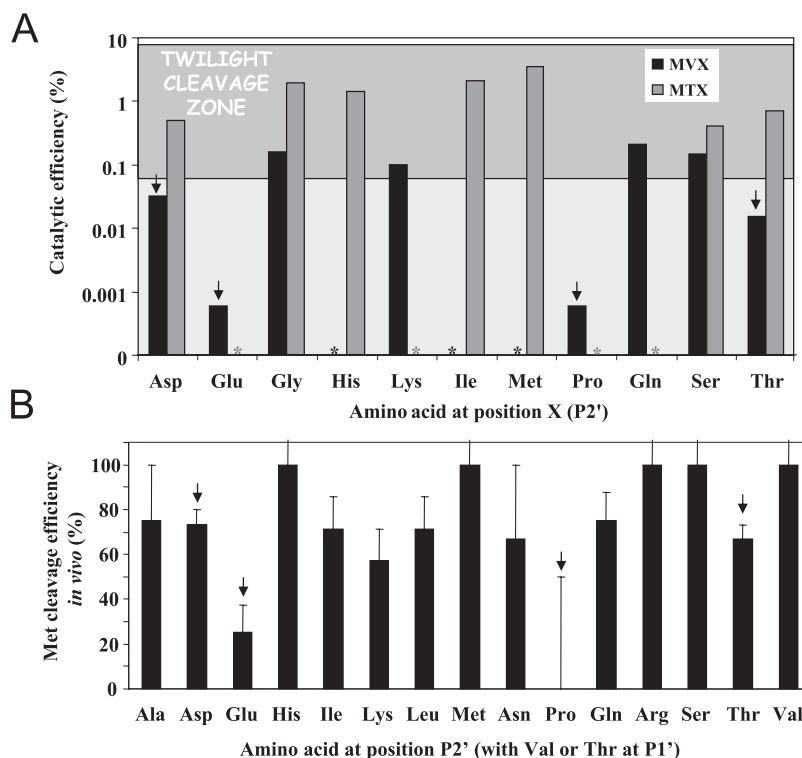 A
Catalytic efficiency (%)
10
1
0.1
0.01
0.001
0
TWILIGHT
CLEAVAGE
ZONE
MVX
MTX
* * * * * * * *
Asp Glu Gly His Lys Ile Met Pro Gln Ser Thr
Amino acid at position X (P2')
B
Met cleavage efficiency
in vivo (%)
100
80
60
40
20
0
Ala Asp Glu His Ile Lys Leu Met Asn Pro Gln Arg Ser Thr Val
Amino acid at position P2' (with Val or Thr at P1')